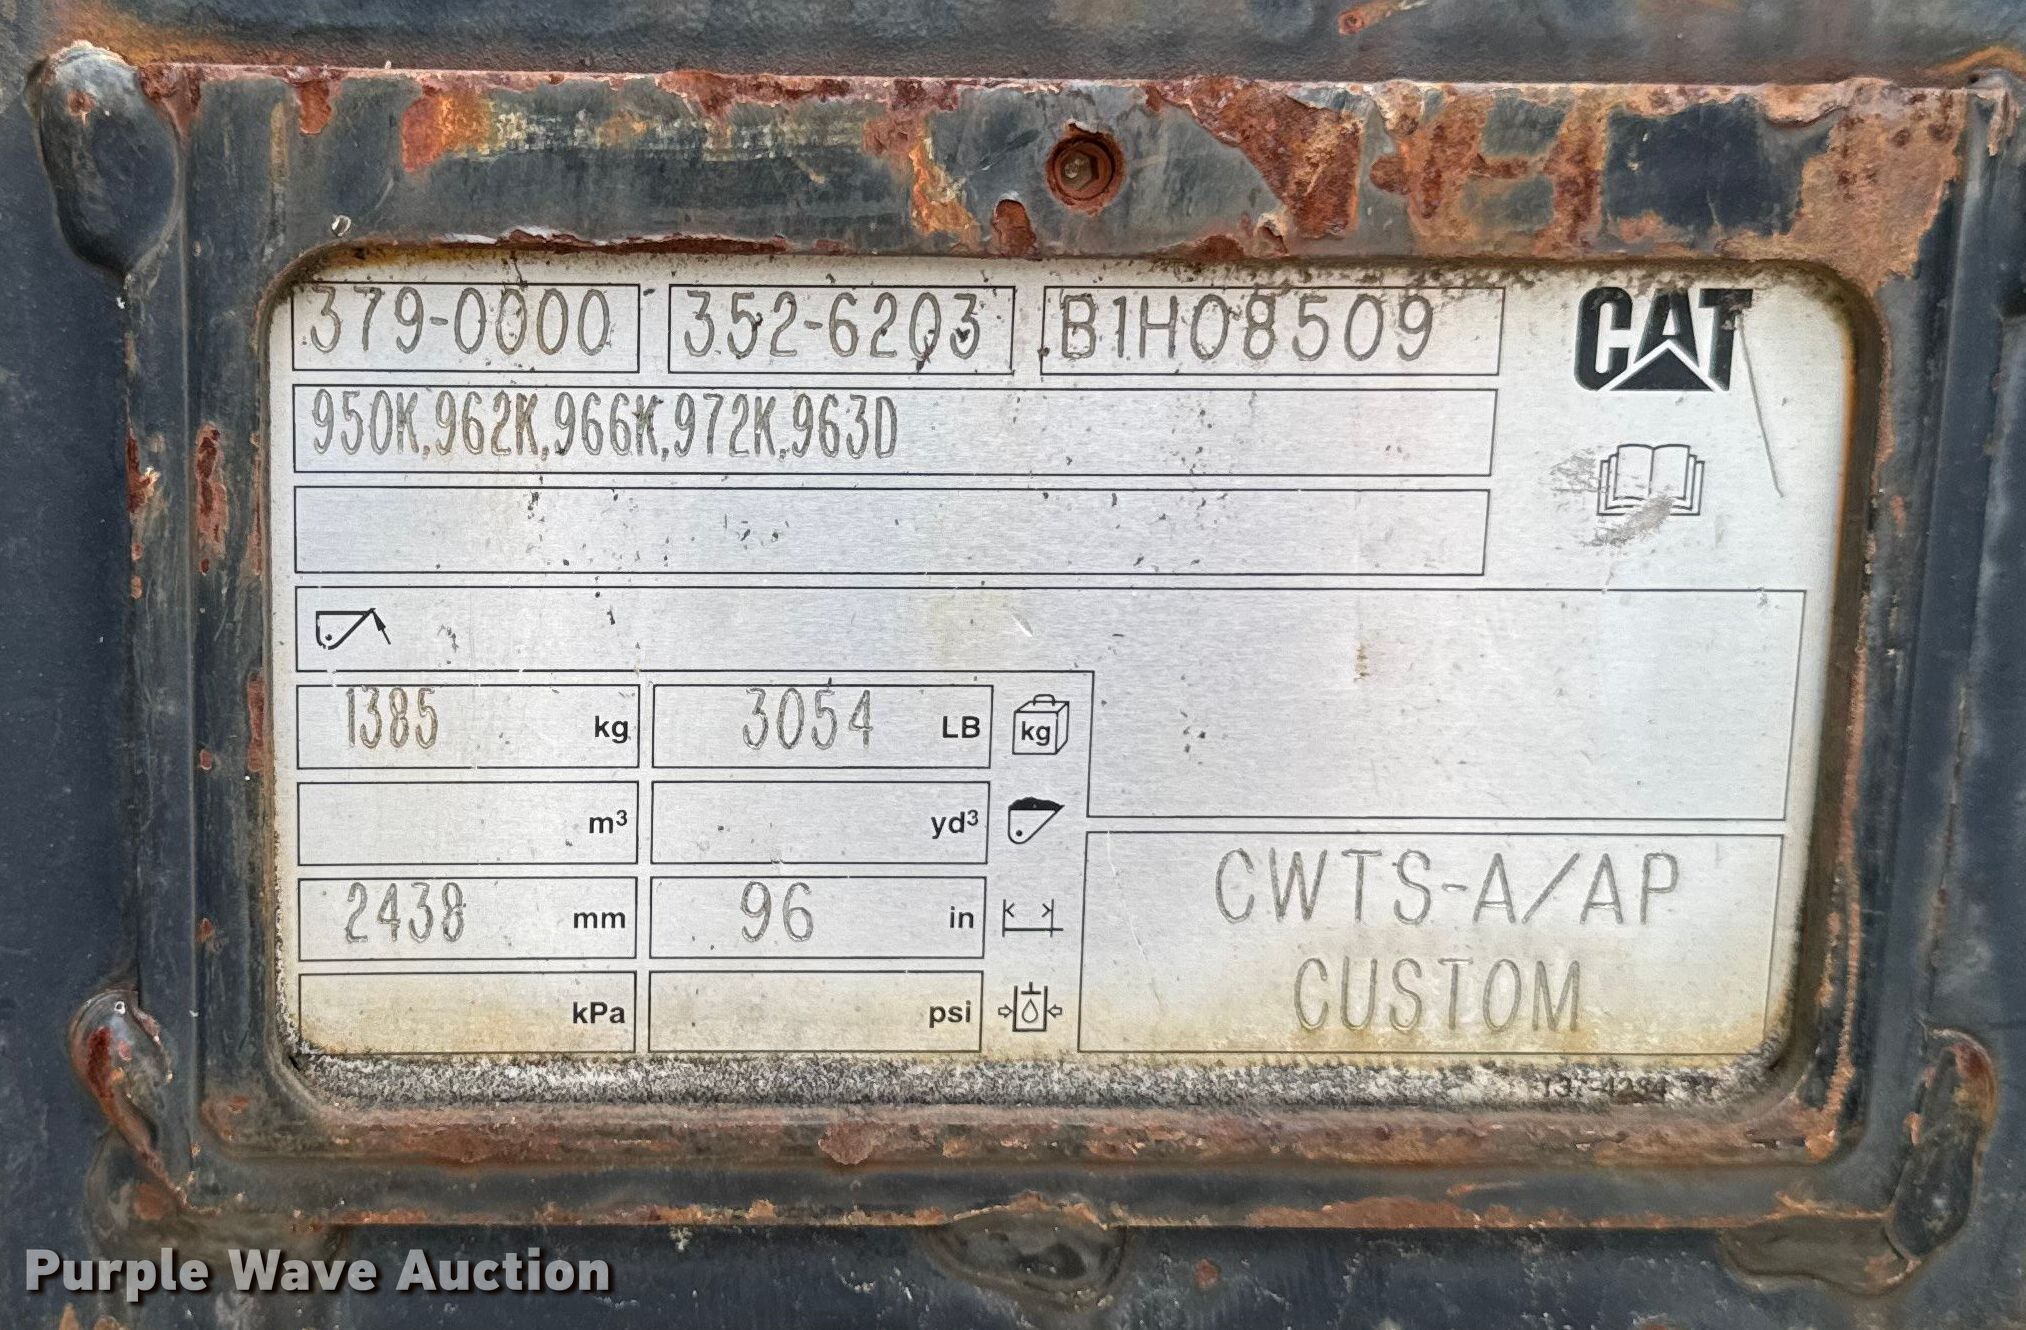 379-0000 352-6203 B1H08509 CAT
950K,962K,966K,972K,963D
1385 kg 3054 LB kg
m³ yd³
2438 mm 96 in
CWTS-A/AP
CUSTOM
kPa psi
Purple Wave Auction